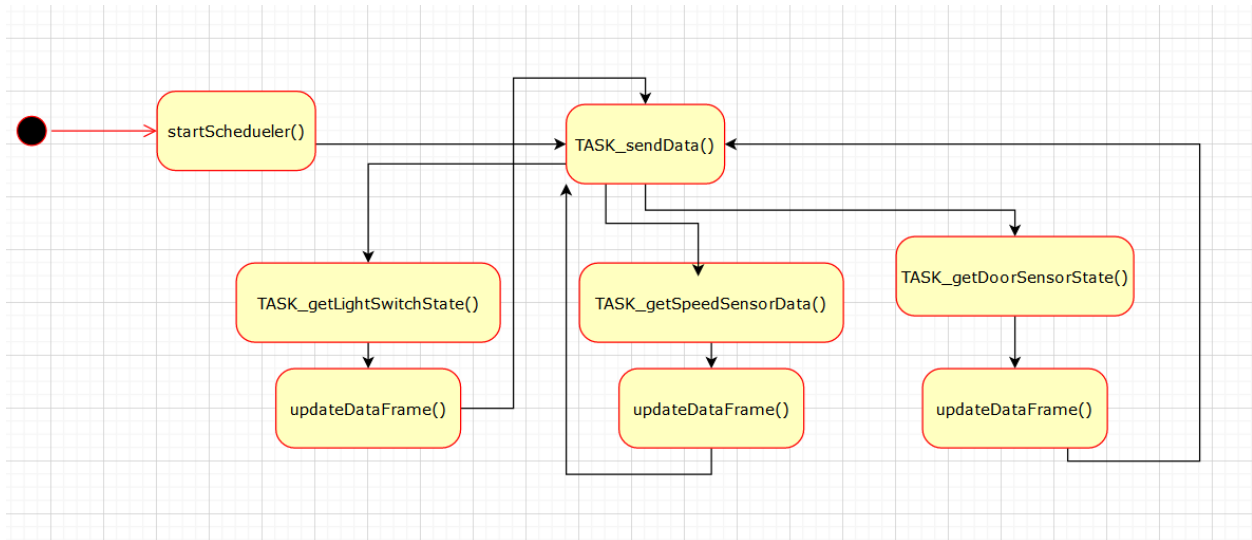 startSchedueler()
TASK_sendData()
TASK_getLightSwitchState()
TASK_getSpeedSensorData()
TASK_getDoorSensorState()
updateDataFrame()
updateDataFrame()
updateDataFrame()